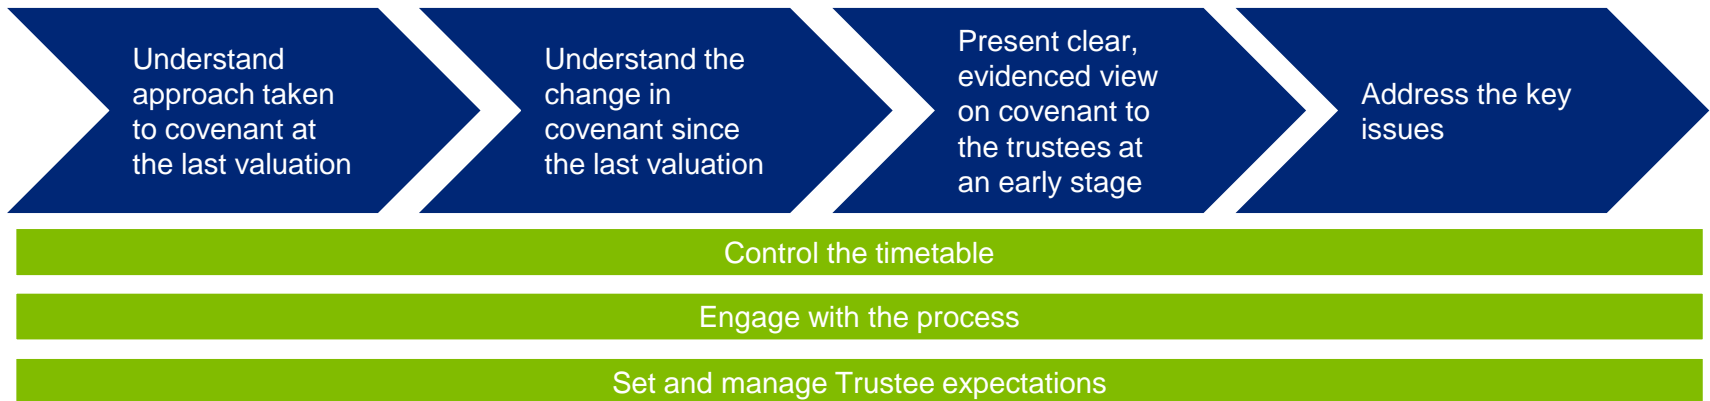 Understand
approach taken
to covenant at
the last valuation
Understand the
change in
covenant since
the last valuation
Present clear,
evidenced view
on covenant to
the trustees at
an early stage
Address the key
issues
Control the timetable
Engage with the process
Set and manage Trustee expectations